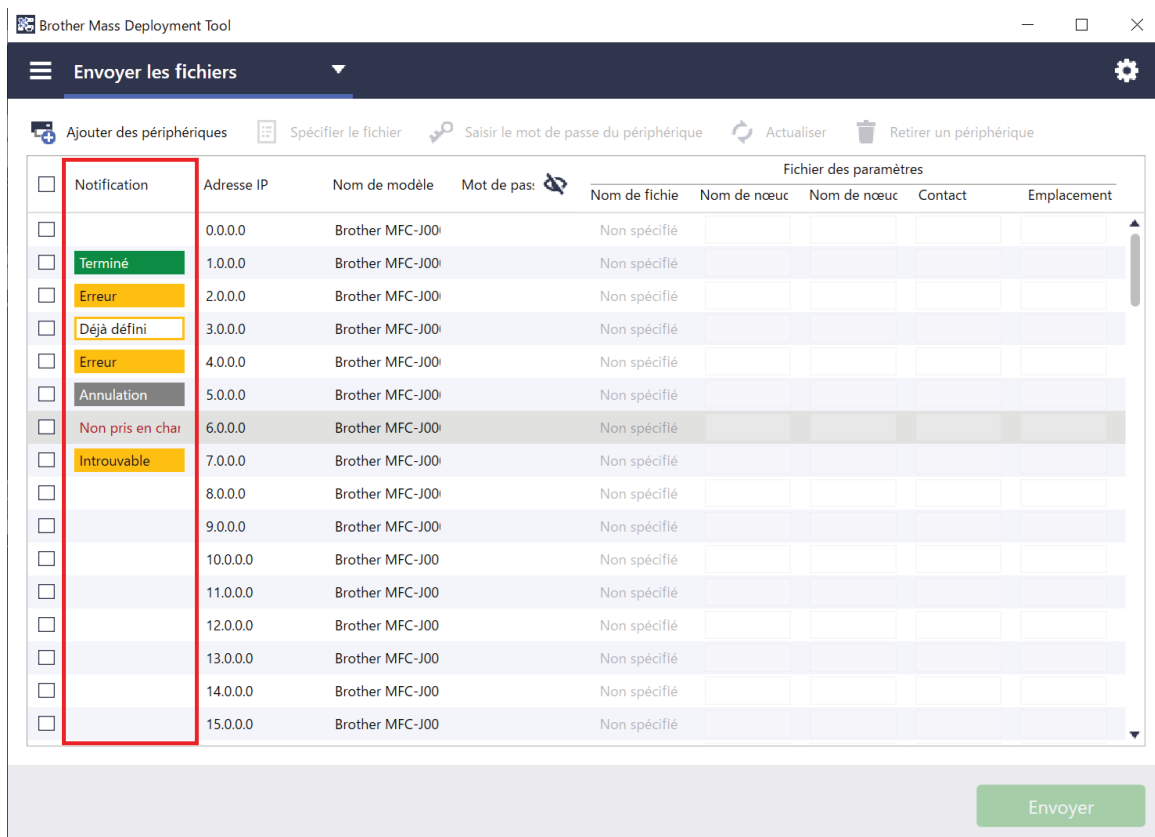 Brother Mass Deployment Tool
Envoyer les fichiers
Ajouter des périphériques Spécifier le fichier Saisir le mot de passe du périphérique Actualiser Retirer un périphérique
Fichier des paramètres
Notification Adresse IP Nom de modèle Mot de pas Nom de fichie Nom de nœuc Nom de nœuc Contact Emplacement
0.0.0.0 Brother MFC-J00 Non spécifié
Terminé 1.0.0.0 Brother MFC-J00 Non spécifié
Erreur 2.0.0.0 Brother MFC-J00 Non spécifié
Déjà défini 3.0.0.0 Brother MFC-J00 Non spécifié
Erreur 4.0.0.0 Brother MFC-J00 Non spécifié
Annulation 5.0.0.0 Brother MFC-J00 Non spécifié
Non pris en char 6.0.0.0 Brother MFC-J00 Non spécifié
Introuvable 7.0.0.0 Brother MFC-J00 Non spécifié
8.0.0.0 Brother MFC-J00 Non spécifié
9.0.0.0 Brother MFC-J00 Non spécifié
10.0.0.0 Brother MFC-J00 Non spécifié
11.0.0.0 Brother MFC-J00 Non spécifié
12.0.0.0 Brother MFC-J00 Non spécifié
13.0.0.0 Brother MFC-J00 Non spécifié
14.0.0.0 Brother MFC-J00 Non spécifié
15.0.0.0 Brother MFC-J00 Non spécifié
Envoyer